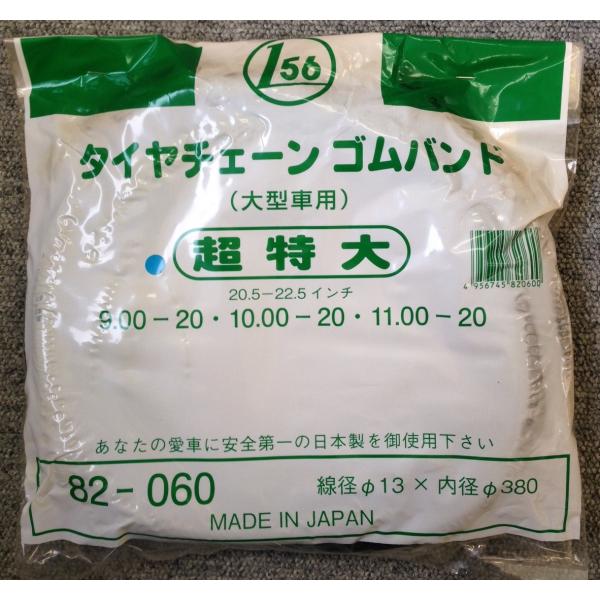 156
タイヤチェーン ゴムバンド
(大型車用)
超特大
20.5－22.5インチ
9.00－20・10.00－20・11.00－20
4 956745 820600
あなたの愛車に安全第一の日本製を御使用下さい
82－060
線径φ13×内径φ380
MADE IN JAPAN